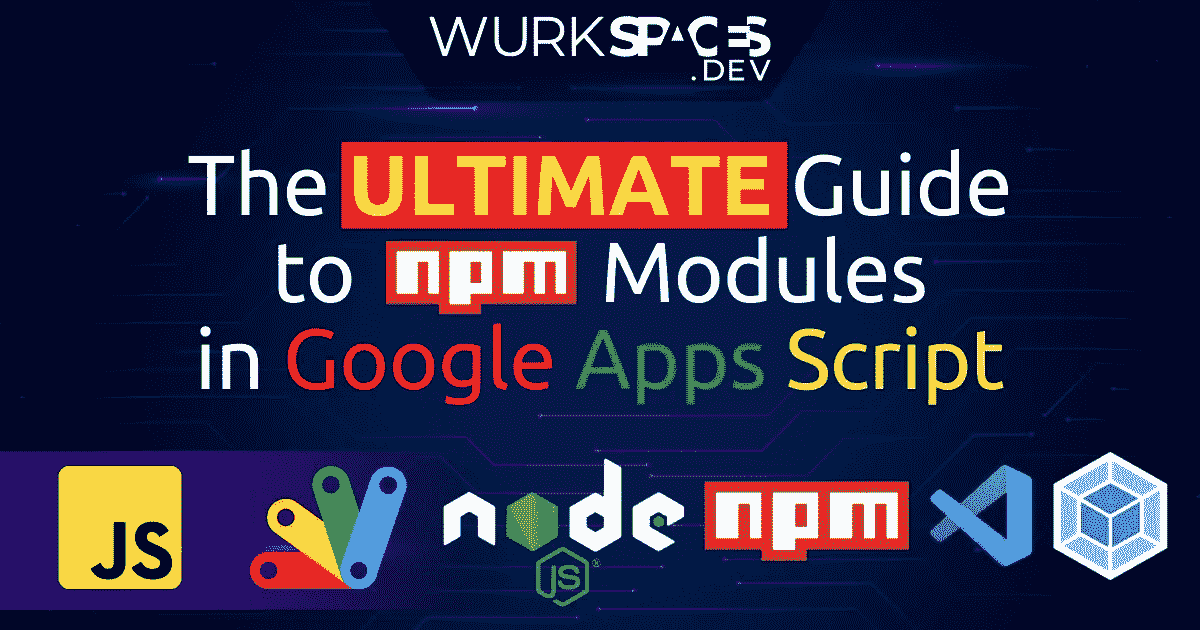 WURKSPACES
.DEV
The ULTIMATE Guide
to npm Modules
in Google Apps Script
JS
node
JS
®
npm